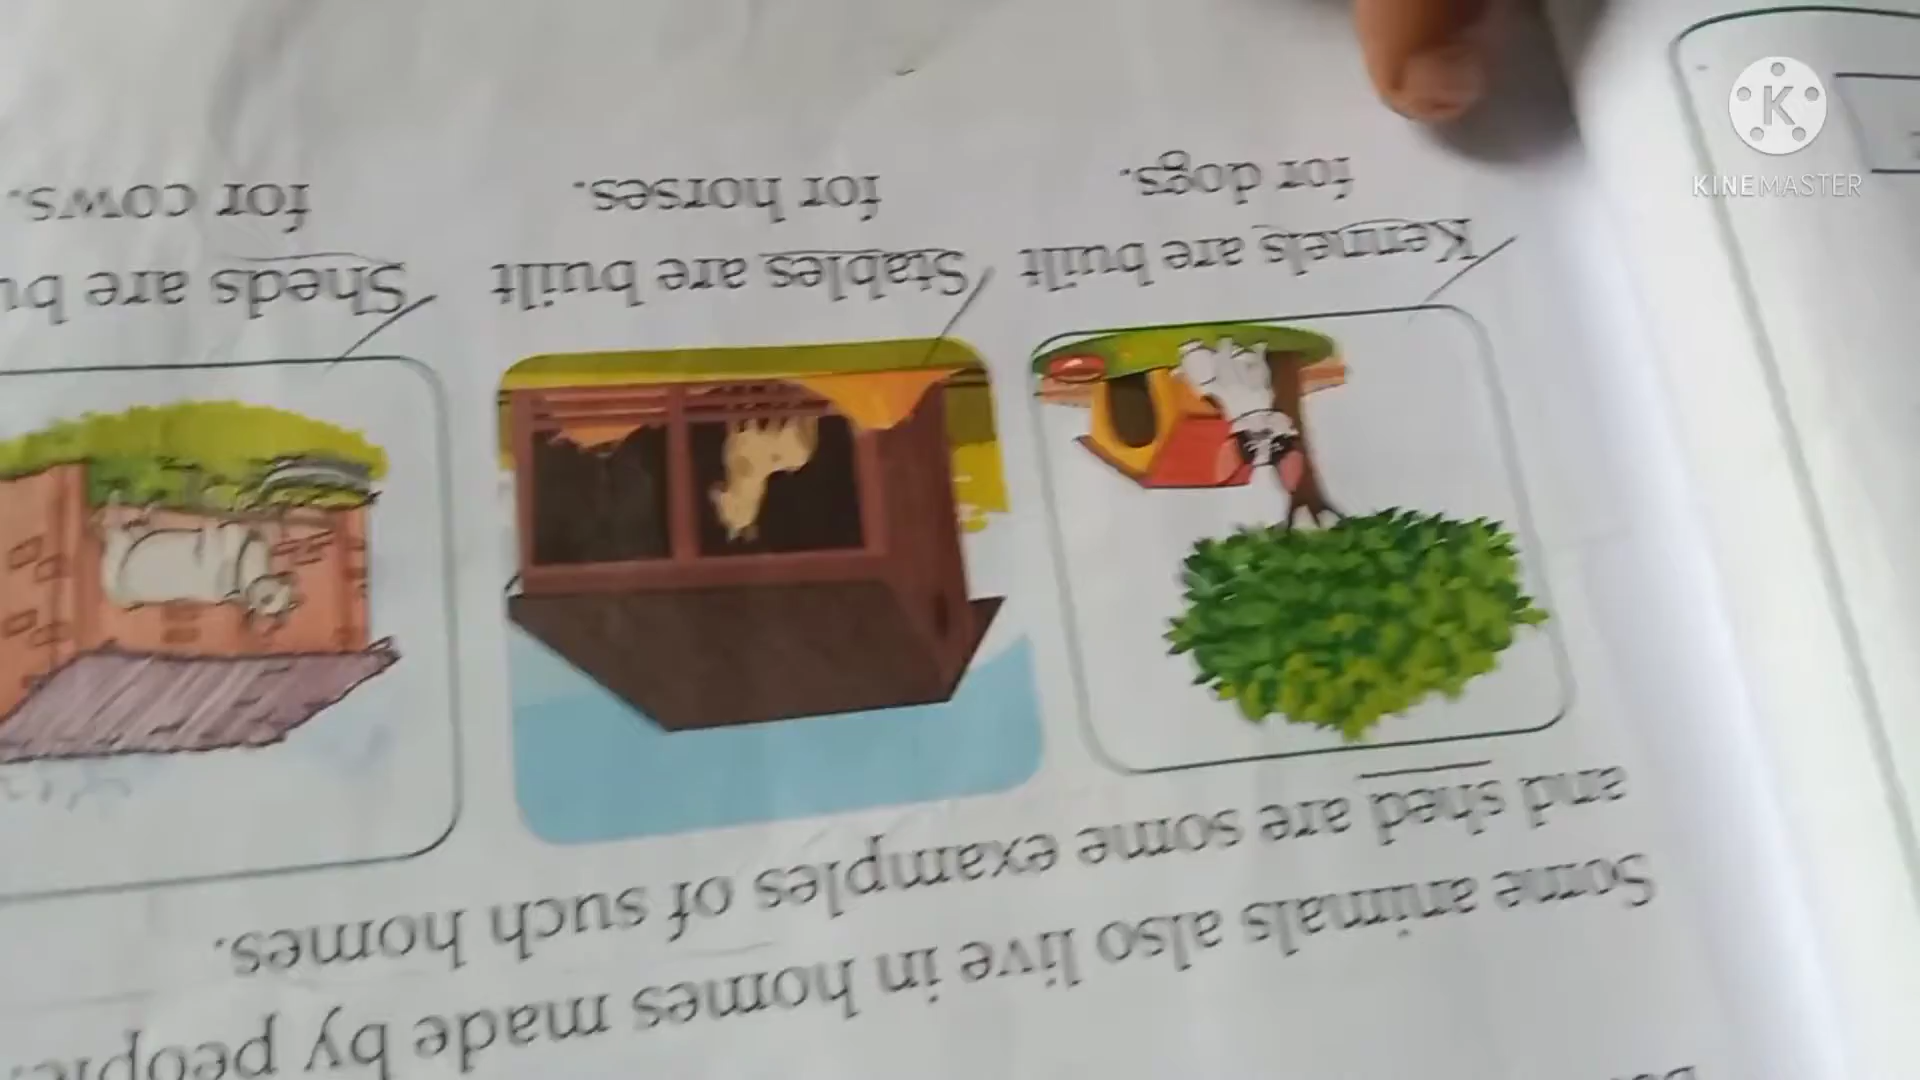 Some animals also live in homes made by people.
and shed are some examples of such homes.
Kennels are built
for dogs.
Stables are built
for horses.
Sheds are bu
for cows.
KINEMASTER